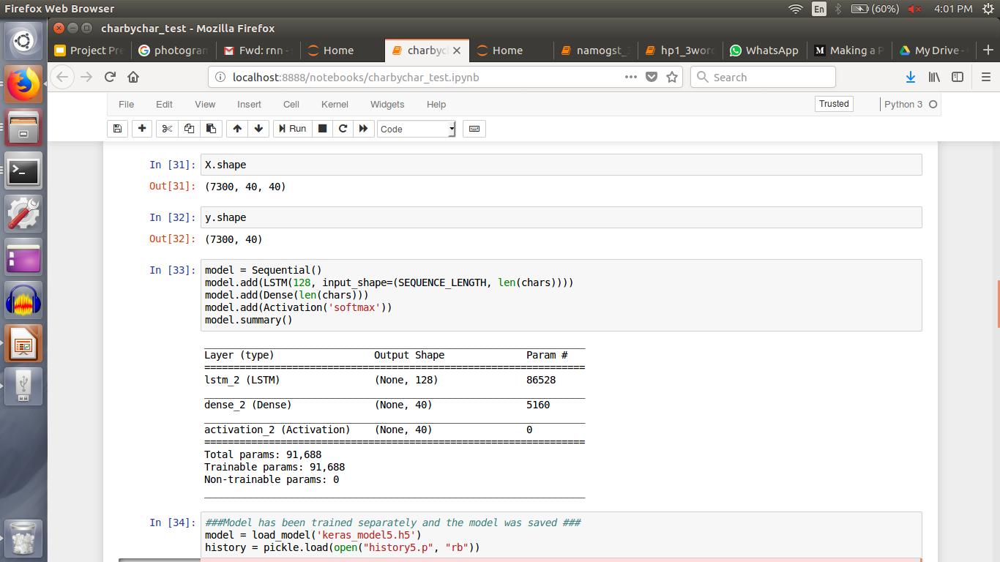 Firefox Web Browser
En
(60%)
4:01 PM
charbychar_test - Mozilla Firefox
Project Pre
photogram
Fwd: rnn -
Home
charbyc
Home
namogst_
hp1_3word
WhatsApp
Making a P
My Drive -
localhost:8888/notebooks/charbychar_test.ipynb
Search
File Edit View Insert Cell Kernel Widgets Help
Trusted
Python 3
Run
Code
In [31]: X.shape
Out[31]: (7300, 40, 40)
In [32]: y.shape
Out[32]: (7300, 40)
In [33]: model = Sequential()
model.add(LSTM(128, input_shape=(SEQUENCE_LENGTH, len(chars))))
model.add(Dense(len(chars)))
model.add(Activation('softmax'))
model.summary()
Layer (type) Output Shape Param #
lstm_2 (LSTM) (None, 128) 86528
dense_2 (Dense) (None, 40) 5160
activation_2 (Activation) (None, 40) 0
Total params: 91,688
Trainable params: 91,688
Non-trainable params: 0
In [34]: ###Model has been trained separately and the model was saved ###
model = load_model('keras_model5.h5')
history = pickle.load(open("history5.p", "rb"))